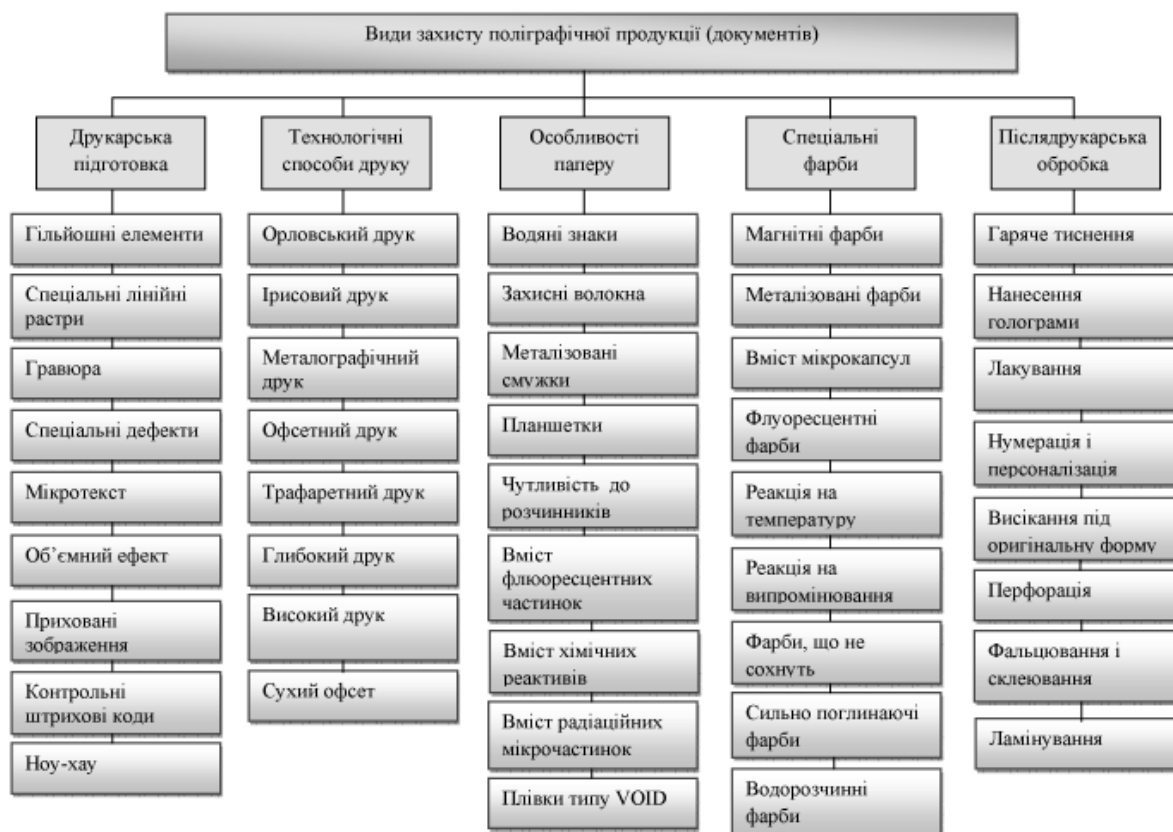 Види захисту поліграфічної продукції (документів)
Друкарська
підготовка
Гільйошні елементи
Спеціальні лінійні
растри
Гравюра
Спеціальні дефекти
Мікротекст
Об’ємний ефект
Приховані
зображення
Контрольні
штрихові коди
Ноу-хау
Технологічні
способи друку
Орловський друк
Ірисовий друк
Металографічний
друк
Офсетний друк
Трафаретний друк
Глибокий друк
Високий друк
Сухий офсет
Особливості
паперу
Водяні знаки
Захисні волокна
Металізовані
смужки
Планшетки
Чутливість до
розчинників
Вміст
флюоресцентних
частинок
Вміст хімічних
реактивів
Вміст радіаційних
мікрочастинок
Плівки типу VOID
Спеціальні
фарби
Магнітні фарби
Металізовані фарби
Вміст мікрокапсул
Флуоресцентні
фарби
Реакція на
температуру
Реакція на
випромінювання
Фарби, що не
сохнуть
Сильно поглинаючі
фарби
Водорозчинні
фарби
Післядрукарська
обробка
Гаряче тиснення
Нанесення
голограми
Лакування
Нумерація і
персоналізація
Висікання під
оригінальну форму
Перфорація
Фальцювання і
склеювання
Ламінування